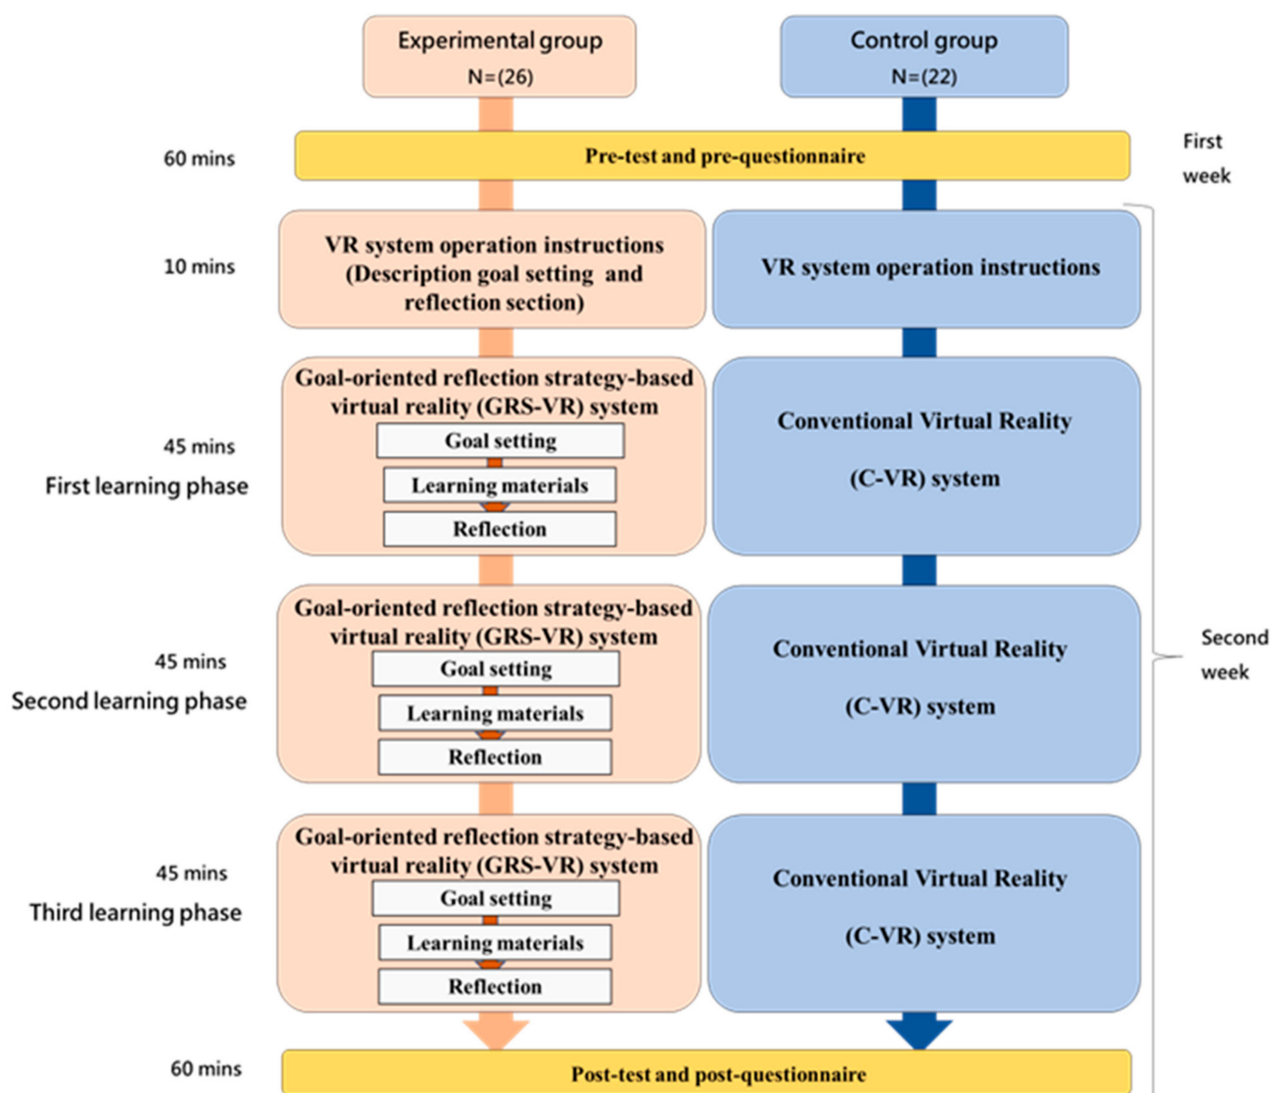 Experimental group
N=(26)
Control group
N=(22)
60 mins
Pre-test and pre-questionnaire
First
week
10 mins
VR system operation instructions
(Description goal setting and
reflection section)
VR system operation instructions
45 mins
First learning phase
Goal-oriented reflection strategy-based
virtual reality (GRS-VR) system
Goal setting
Learning materials
Reflection
Conventional Virtual Reality
(C-VR) system
45 mins
Second learning phase
Goal-oriented reflection strategy-based
virtual reality (GRS-VR) system
Goal setting
Learning materials
Reflection
Conventional Virtual Reality
(C-VR) system
Second
week
45 mins
Third learning phase
Goal-oriented reflection strategy-based
virtual reality (GRS-VR) system
Goal setting
Learning materials
Reflection
Conventional Virtual Reality
(C-VR) system
60 mins
Post-test and post-questionnaire